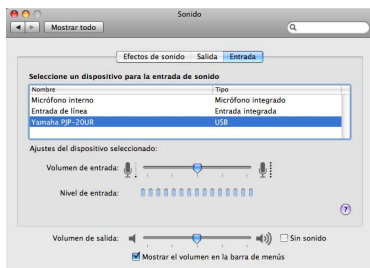 Sonido
Mostrar todo
Efectos de sonido Salida Entrada
Seleccione un dispositivo para la entrada de sonido
Nombre Tipo
Micrófono interno Micrófono integrado
Entrada de línea Entrada integrada
Yamaha PJP-20UR USB
Ajustes del dispositivo seleccionado:
Volumen de entrada:
Nivel de entrada:
?
Volumen de salida: Sin sonido
Mostrar el volumen en la barra de menús